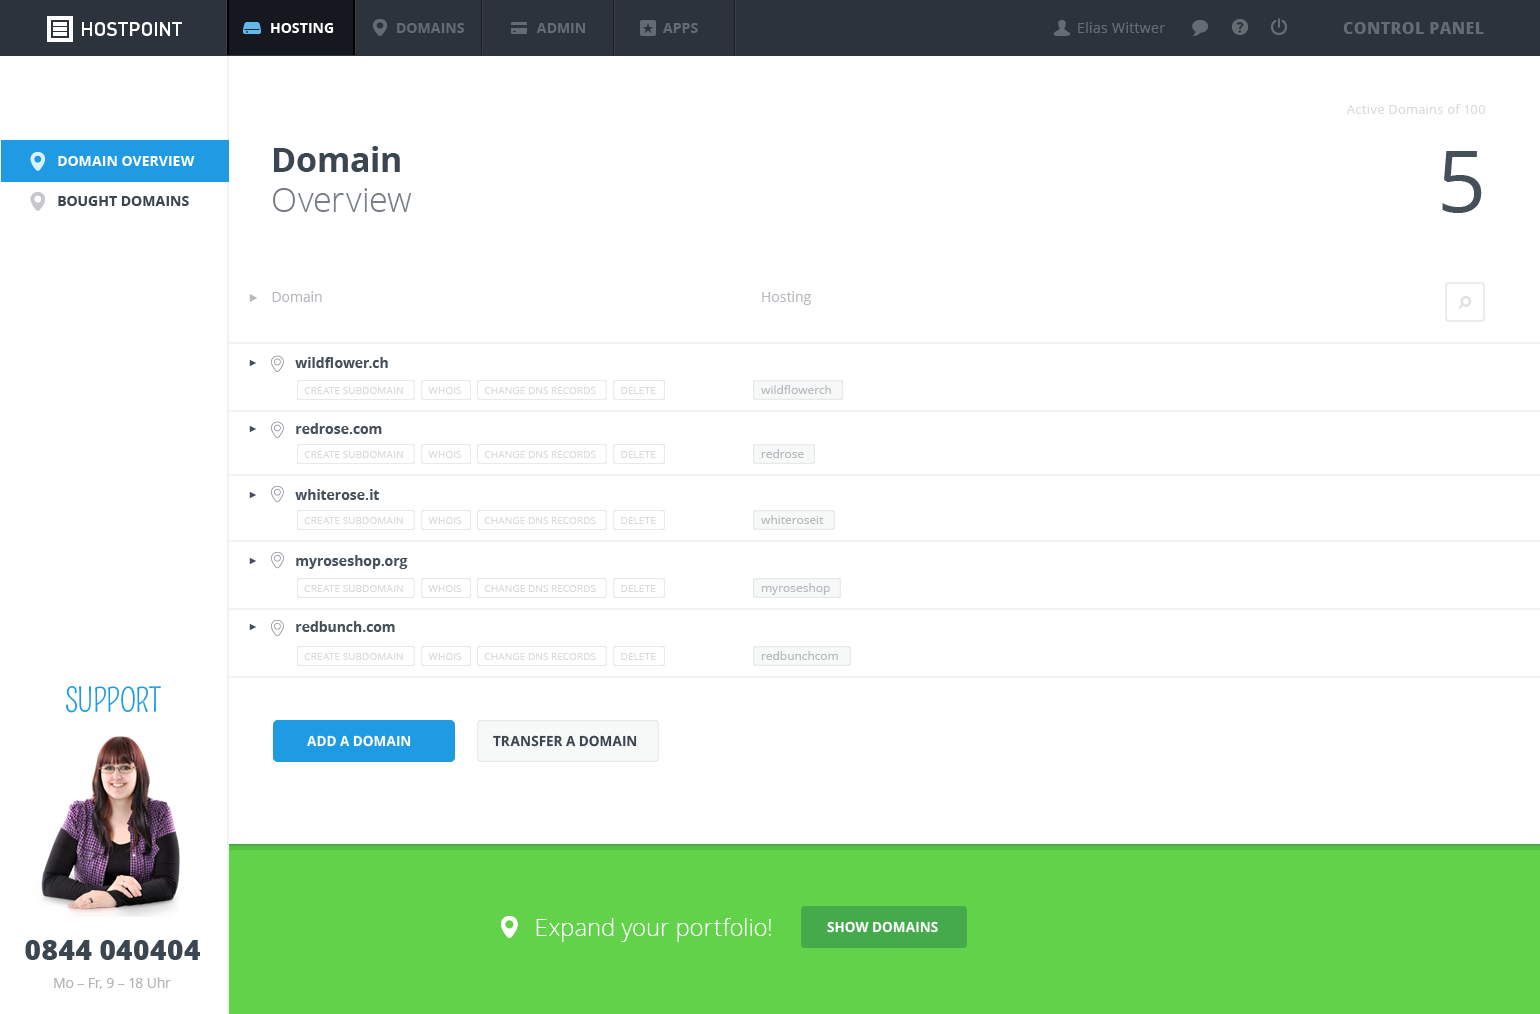 HOSTPOINT
HOSTING
DOMAINS
ADMIN
APPS
Elias Wittwer
CONTROL PANEL
DOMAIN OVERVIEW
BOUGHT DOMAINS
Active Domains of 100
5
Domain
Overview
Domain
Hosting
wildflower.ch
CREATE SUBDOMAIN WHOIS CHANGE DNS RECORDS DELETE
wildflowerch
redrose.com
CREATE SUBDOMAIN WHOIS CHANGE DNS RECORDS DELETE
redrose
whiterose.it
CREATE SUBDOMAIN WHOIS CHANGE DNS RECORDS DELETE
whiteroseit
myroseshop.org
CREATE SUBDOMAIN WHOIS CHANGE DNS RECORDS DELETE
myroseshop
redbunch.com
CREATE SUBDOMAIN WHOIS CHANGE DNS RECORDS DELETE
redbunchcom
ADD A DOMAIN
TRANSFER A DOMAIN
SUPPORT
0844 040404
Mo – Fr, 9 – 18 Uhr
Expand your portfolio!
SHOW DOMAINS